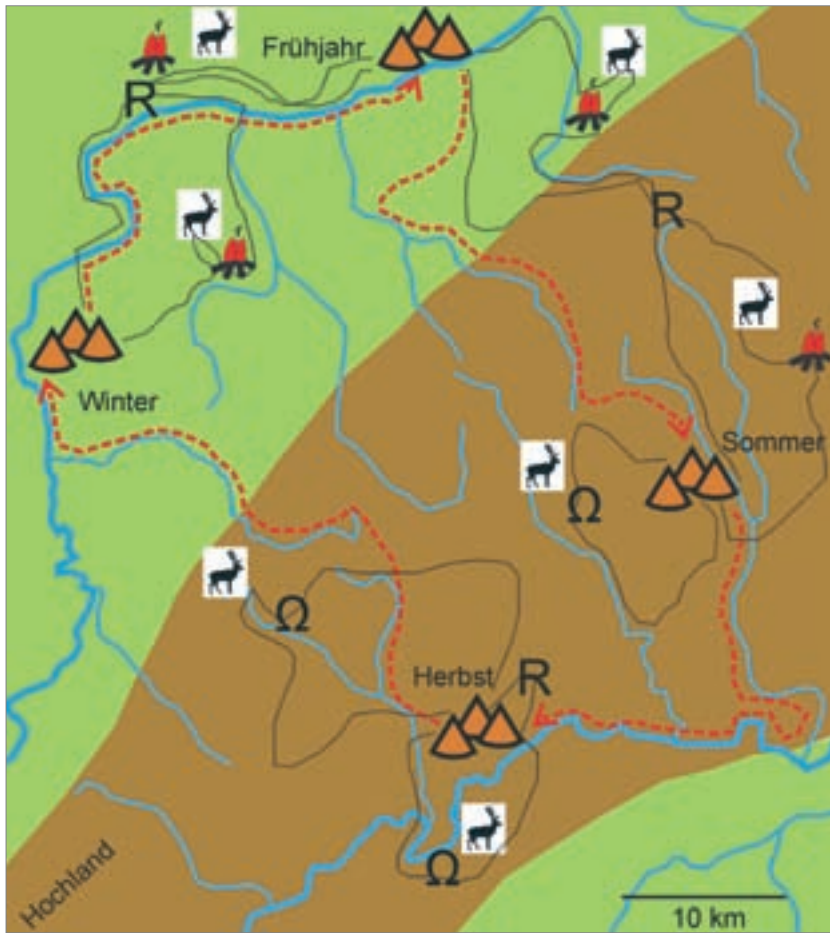 Frühjahr
R
R
Winter
Sommer
Ω
Ω
Herbst
R
Ω
Hochland
10 km